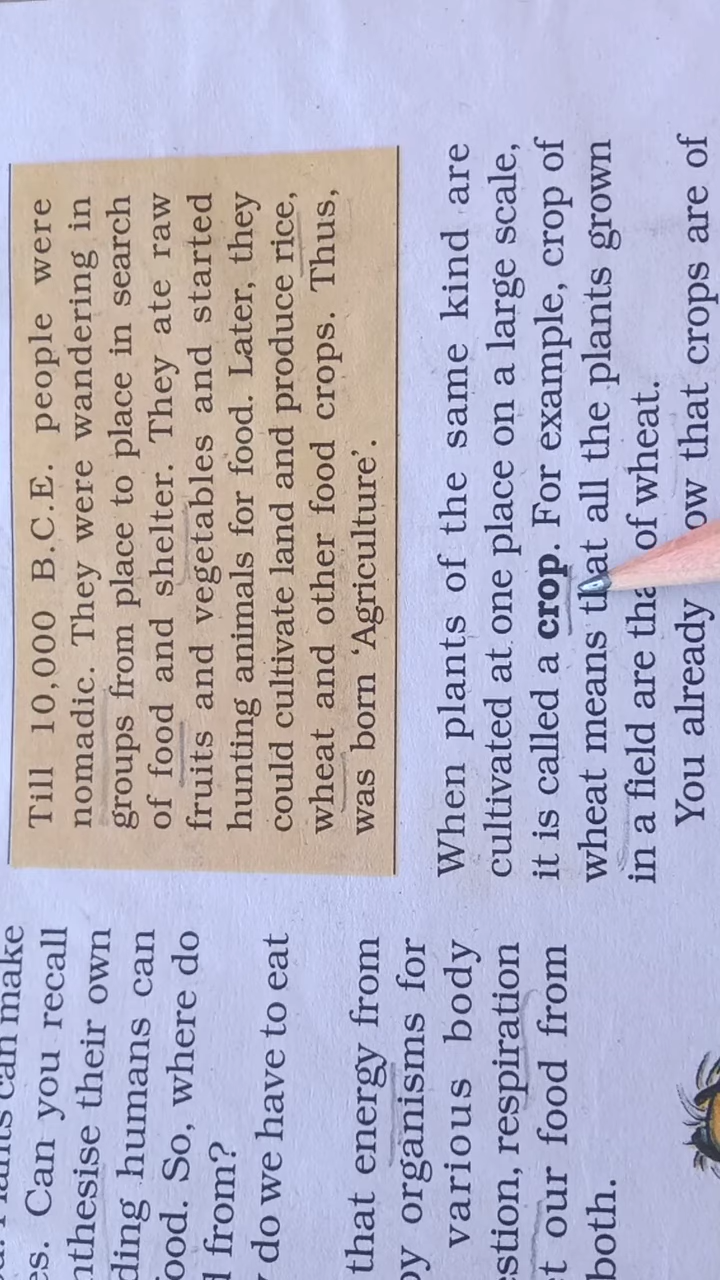 make
es. Can you recall
nthesise their own
ding humans can
ood. So, where do
from?
do we have to eat
that energy from
by organisms for
various body
estion, respiration
t our food from
both.
Till 10,000 B.C.E. people were
nomadic. They were wandering in
groups from place to place in search
of food and shelter. They ate raw
fruits and vegetables and started
hunting animals for food. Later, they
could cultivate land and produce rice,
wheat and other food crops. Thus,
was born ‘Agriculture’.
When plants of the same kind are
cultivated at one place on a large scale,
it is called a crop. For example, crop of
wheat means that all the plants grown
in a field are that of wheat.
You already ow that crops are of